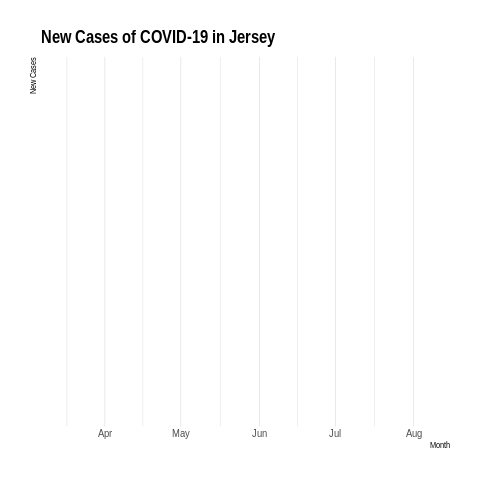 New Cases of COVID-19 in Jersey
New Cases
Apr May Jun Jul Aug
Month